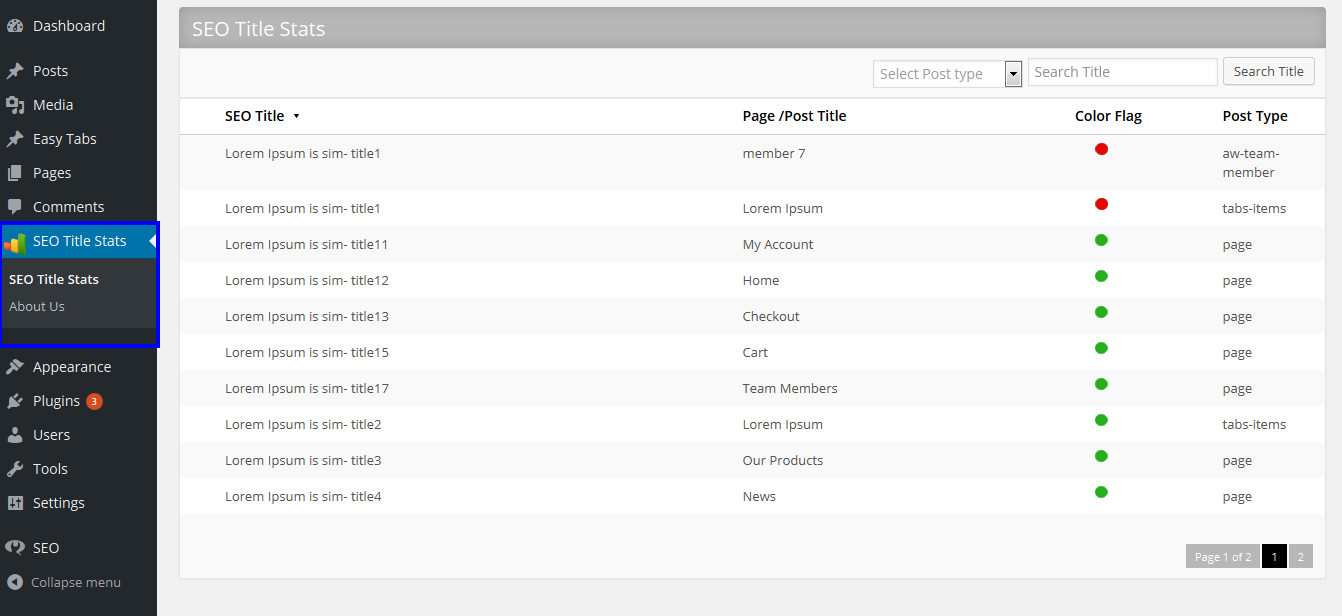 Dashboard
Posts
Media
Easy Tabs
Pages
Comments
SEO Title Stats
SEO Title Stats
About Us
Appearance
Plugins 3
Users
Tools
Settings
SEO
Collapse menu
SEO Title Stats
Select Post type Search Title Search Title
SEO Title Page /Post Title Color Flag Post Type
Lorem Ipsum is sim- title1 member 7 aw-team-
member
Lorem Ipsum is sim- title1 Lorem Ipsum tabs-items
Lorem Ipsum is sim- title11 My Account page
Lorem Ipsum is sim- title12 Home page
Lorem Ipsum is sim- title13 Checkout page
Lorem Ipsum is sim- title15 Cart page
Lorem Ipsum is sim- title17 Team Members page
Lorem Ipsum is sim- title2 Lorem Ipsum tabs-items
Lorem Ipsum is sim- title3 Our Products page
Lorem Ipsum is sim- title4 News page
Page 1 of 2 1 2